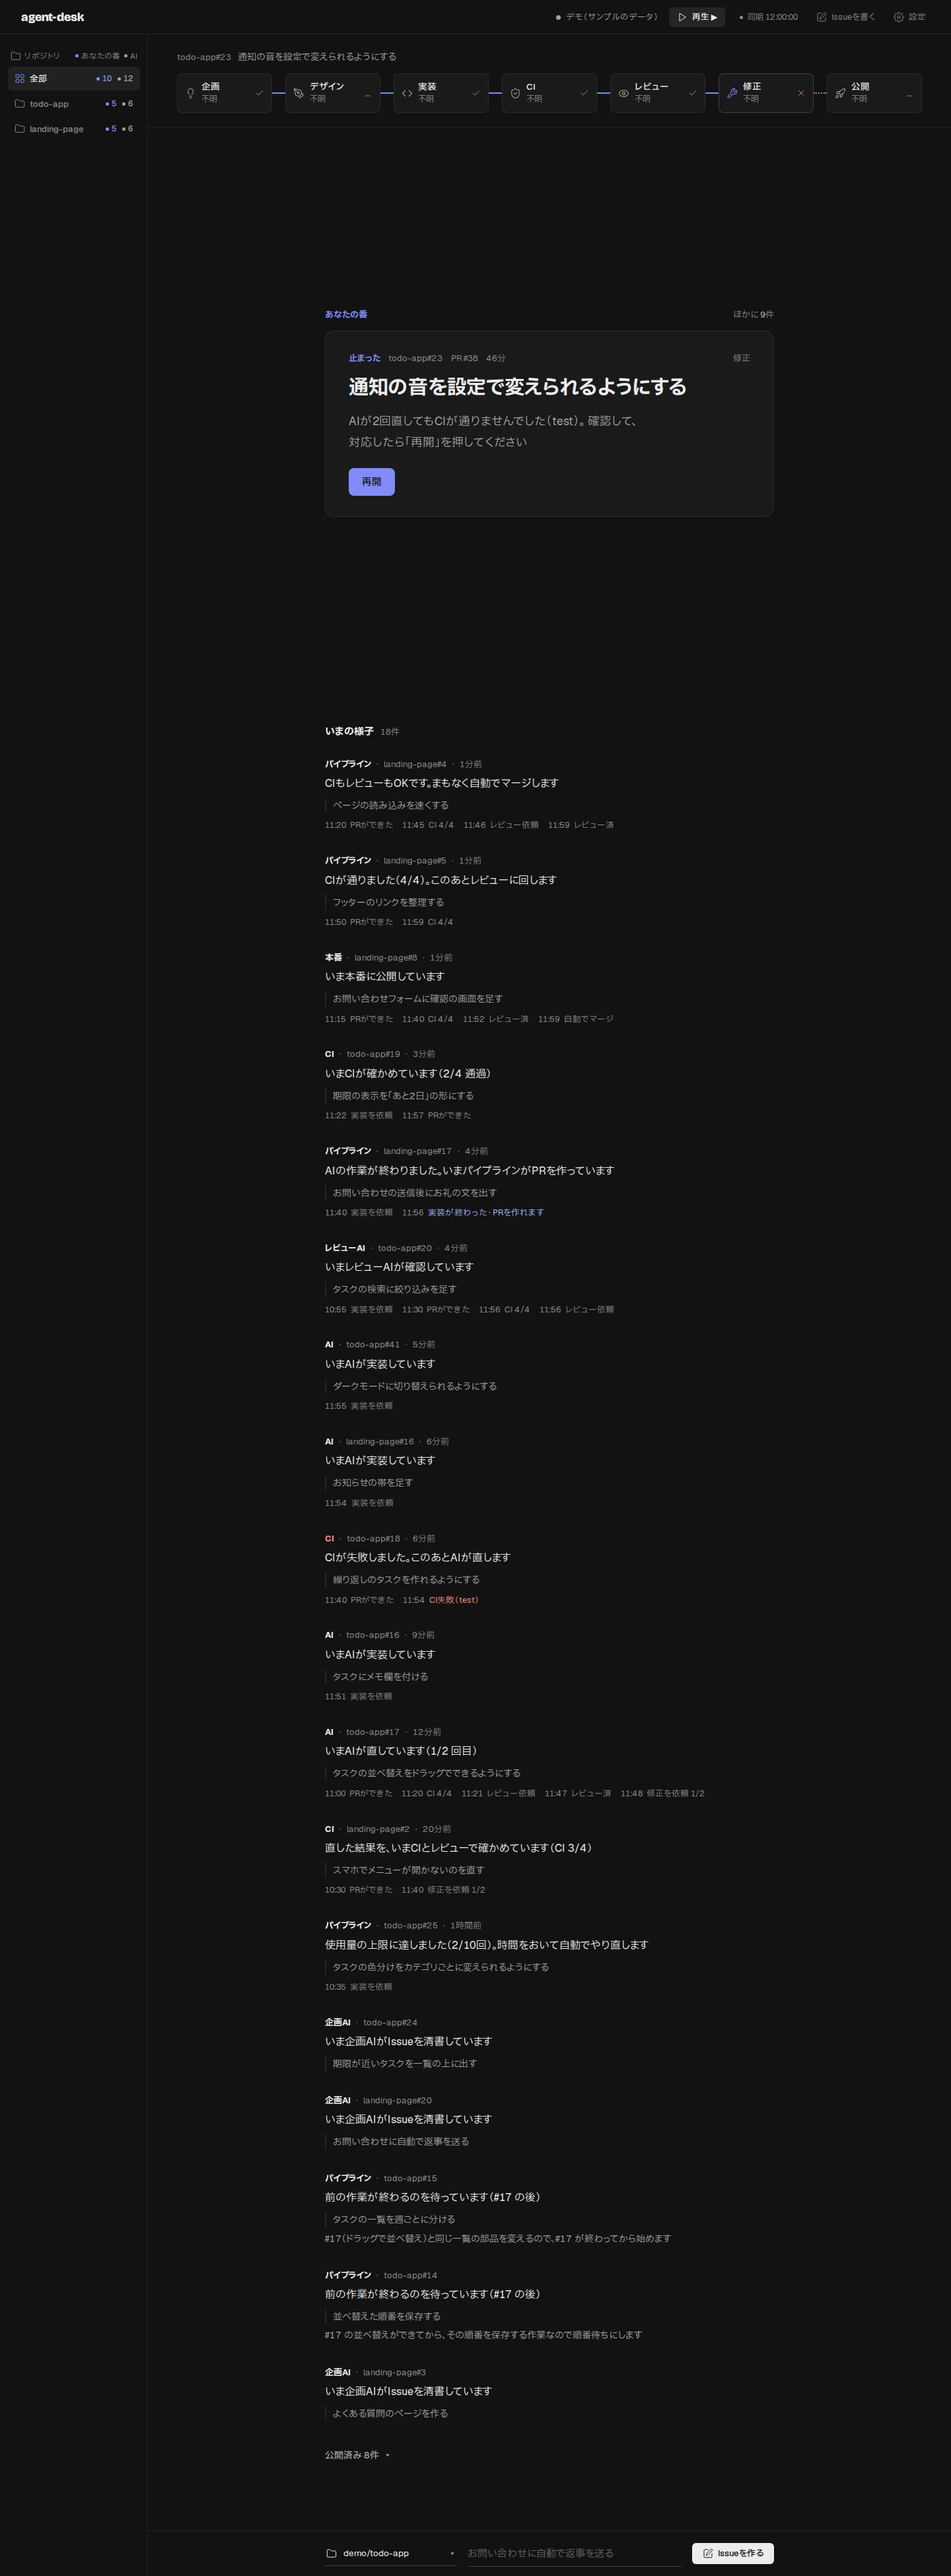 agent-desk
デモ(サンプルのデータ)
再生 ▶
同期 12:00:00
Issueを書く
設定
リポジトリ
あなたの番
AI
全部 10 12
todo-app 5 6
landing-page 5 6
todo-app#23 通知の音を設定で変えられるようにする
企画
不明
デザイン
不明
実装
不明
CI
不明
レビュー
不明
修正
不明
公開
不明
あなたの番
ほかに9件
止まった todo-app#23 PR #38 46分
修正
通知の音を設定で変えられるようにする
AIが2回直してもCIが通りませんでした(test)。確認して、
対応したら「再開」を押してください
再開
いまの様子 18件
パイプライン · landing-page#4 · 1分前
CIもレビューもOKです。まもなく自動でマージします
ページの読み込みを速くする
11:20 PRができた 11:45 CI 4/4 11:46 レビュー依頼 11:59 レビュー済
パイプライン · landing-page#5 · 1分前
CIが通りました(4/4)。このあとレビューに回します
フッターのリンクを整理する
11:50 PRができた 11:59 CI 4/4
本番 · landing-page#8 · 1分前
いま本番に公開しています
お問い合わせフォームに確認の画面を足す
11:15 PRができた 11:40 CI 4/4 11:52 レビュー済 11:59 自動でマージ
CI · todo-app#19 · 3分前
いまCIが確かめています(2/4 通過)
期限の表示を「あと2日」の形にする
11:22 実装を依頼 11:57 PRができた
パイプライン · landing-page#17 · 4分前
AIの作業が終わりました。いまパイプラインがPRを作っています
お問い合わせの送信後にお礼の文を出す
11:40 実装を依頼 11:56 実装が終わった · PRを作れます
レビューAI · todo-app#20 · 4分前
いまレビューAIが確認しています
タスクの検索に絞り込みを足す
10:55 実装を依頼 11:30 PRができた 11:56 CI 4/4 11:56 レビュー依頼
AI · todo-app#41 · 5分前
いまAIが実装しています
ダークモードに切り替えられるようにする
11:55 実装を依頼
AI · landing-page#16 · 6分前
いまAIが実装しています
お知らせの帯を足す
11:54 実装を依頼
CI · todo-app#18 · 6分前
CIが失敗しました。このあとAIが直します
繰り返しのタスクを作れるようにする
11:40 PRができた 11:54 CI失敗(test)
AI · todo-app#16 · 9分前
いまAIが実装しています
タスクにメモ欄を付ける
11:51 実装を依頼
AI · todo-app#17 · 12分前
いまAIが直しています(1/2 回目)
タスクの並べ替えをドラッグでできるようにする
11:00 PRができた 11:20 CI 4/4 11:21 レビュー依頼 11:47 レビュー済 11:48 修正を依頼 1/2
CI · landing-page#2 · 20分前
直した結果を、いまCIとレビューで確かめています(CI 3/4)
スマホでメニューが開かないのを直す
10:30 PRができた 11:40 修正を依頼 1/2
パイプライン · todo-app#25 · 1時間前
使用量の上限に達しました(2/10回)。時間をおいて自動でやり直します
タスクの色分けをカテゴリごとに変えられるようにする
10:35 実装を依頼
企画AI · todo-app#24
いま企画AIがIssueを清書しています
期限が近いタスクを一覧の上に出す
企画AI · landing-page#20
いま企画AIがIssueを清書しています
お問い合わせに自動で返事を送る
パイプライン · todo-app#15
前の作業が終わるのを待っています(#17 の後)
タスクの一覧を週ごとに分ける
#17(ドラッグで並べ替え)と同じ一覧の部品を変えるので、#17 が終わってから始めます
パイプライン · todo-app#14
前の作業が終わるのを待っています(#17 の後)
並べ替えた順番を保存する
#17 の並べ替えができてから、その順番を保存する作業なので順番待ちにします
企画AI · landing-page#3
いま企画AIがIssueを清書しています
よくある質問のページを作る
公開済み 8件
demo/todo-app
お問い合わせに自動で返事を送る
Issueを作る